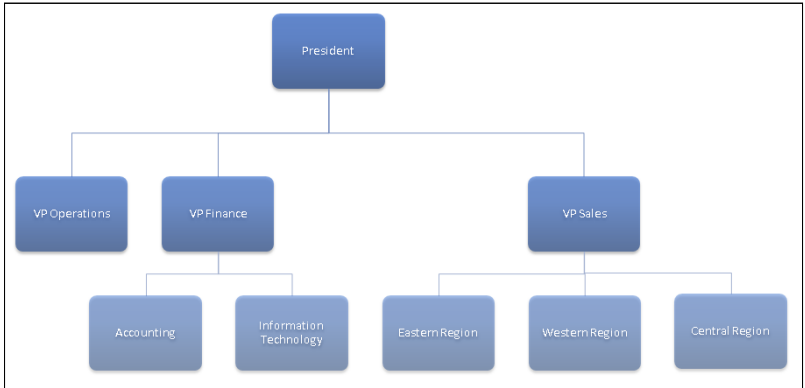 President
VP Operations
VP Finance
VP Sales
Accounting
Information
Technology
Eastern Region
Western Region
Central Region